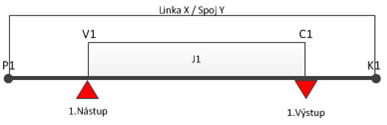 Linka X / Spoj Y
V1 C1
P1 J1 K1
1.Nástup 1.Výstup